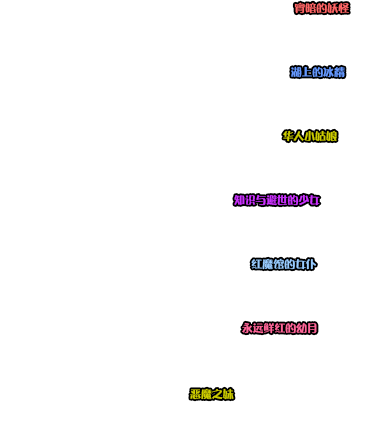 宵暗的妖怪
湖上的冰精
华人小姑娘
知识与避世的少女
红魔馆的女仆
永远鲜红的幼月
恶魔之妹